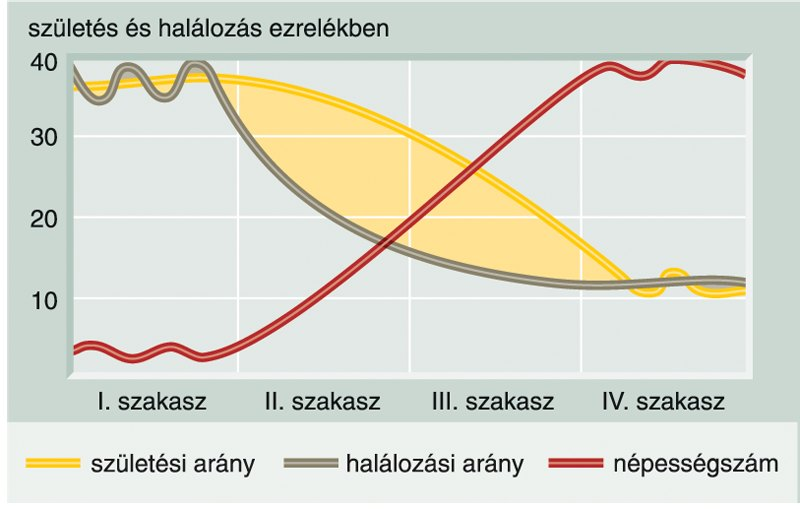 születés és halálozás ezrelékben
40
30
20
10
I. szakasz II. szakasz III. szakasz IV. szakasz
születési arány halálozási arány népességszám